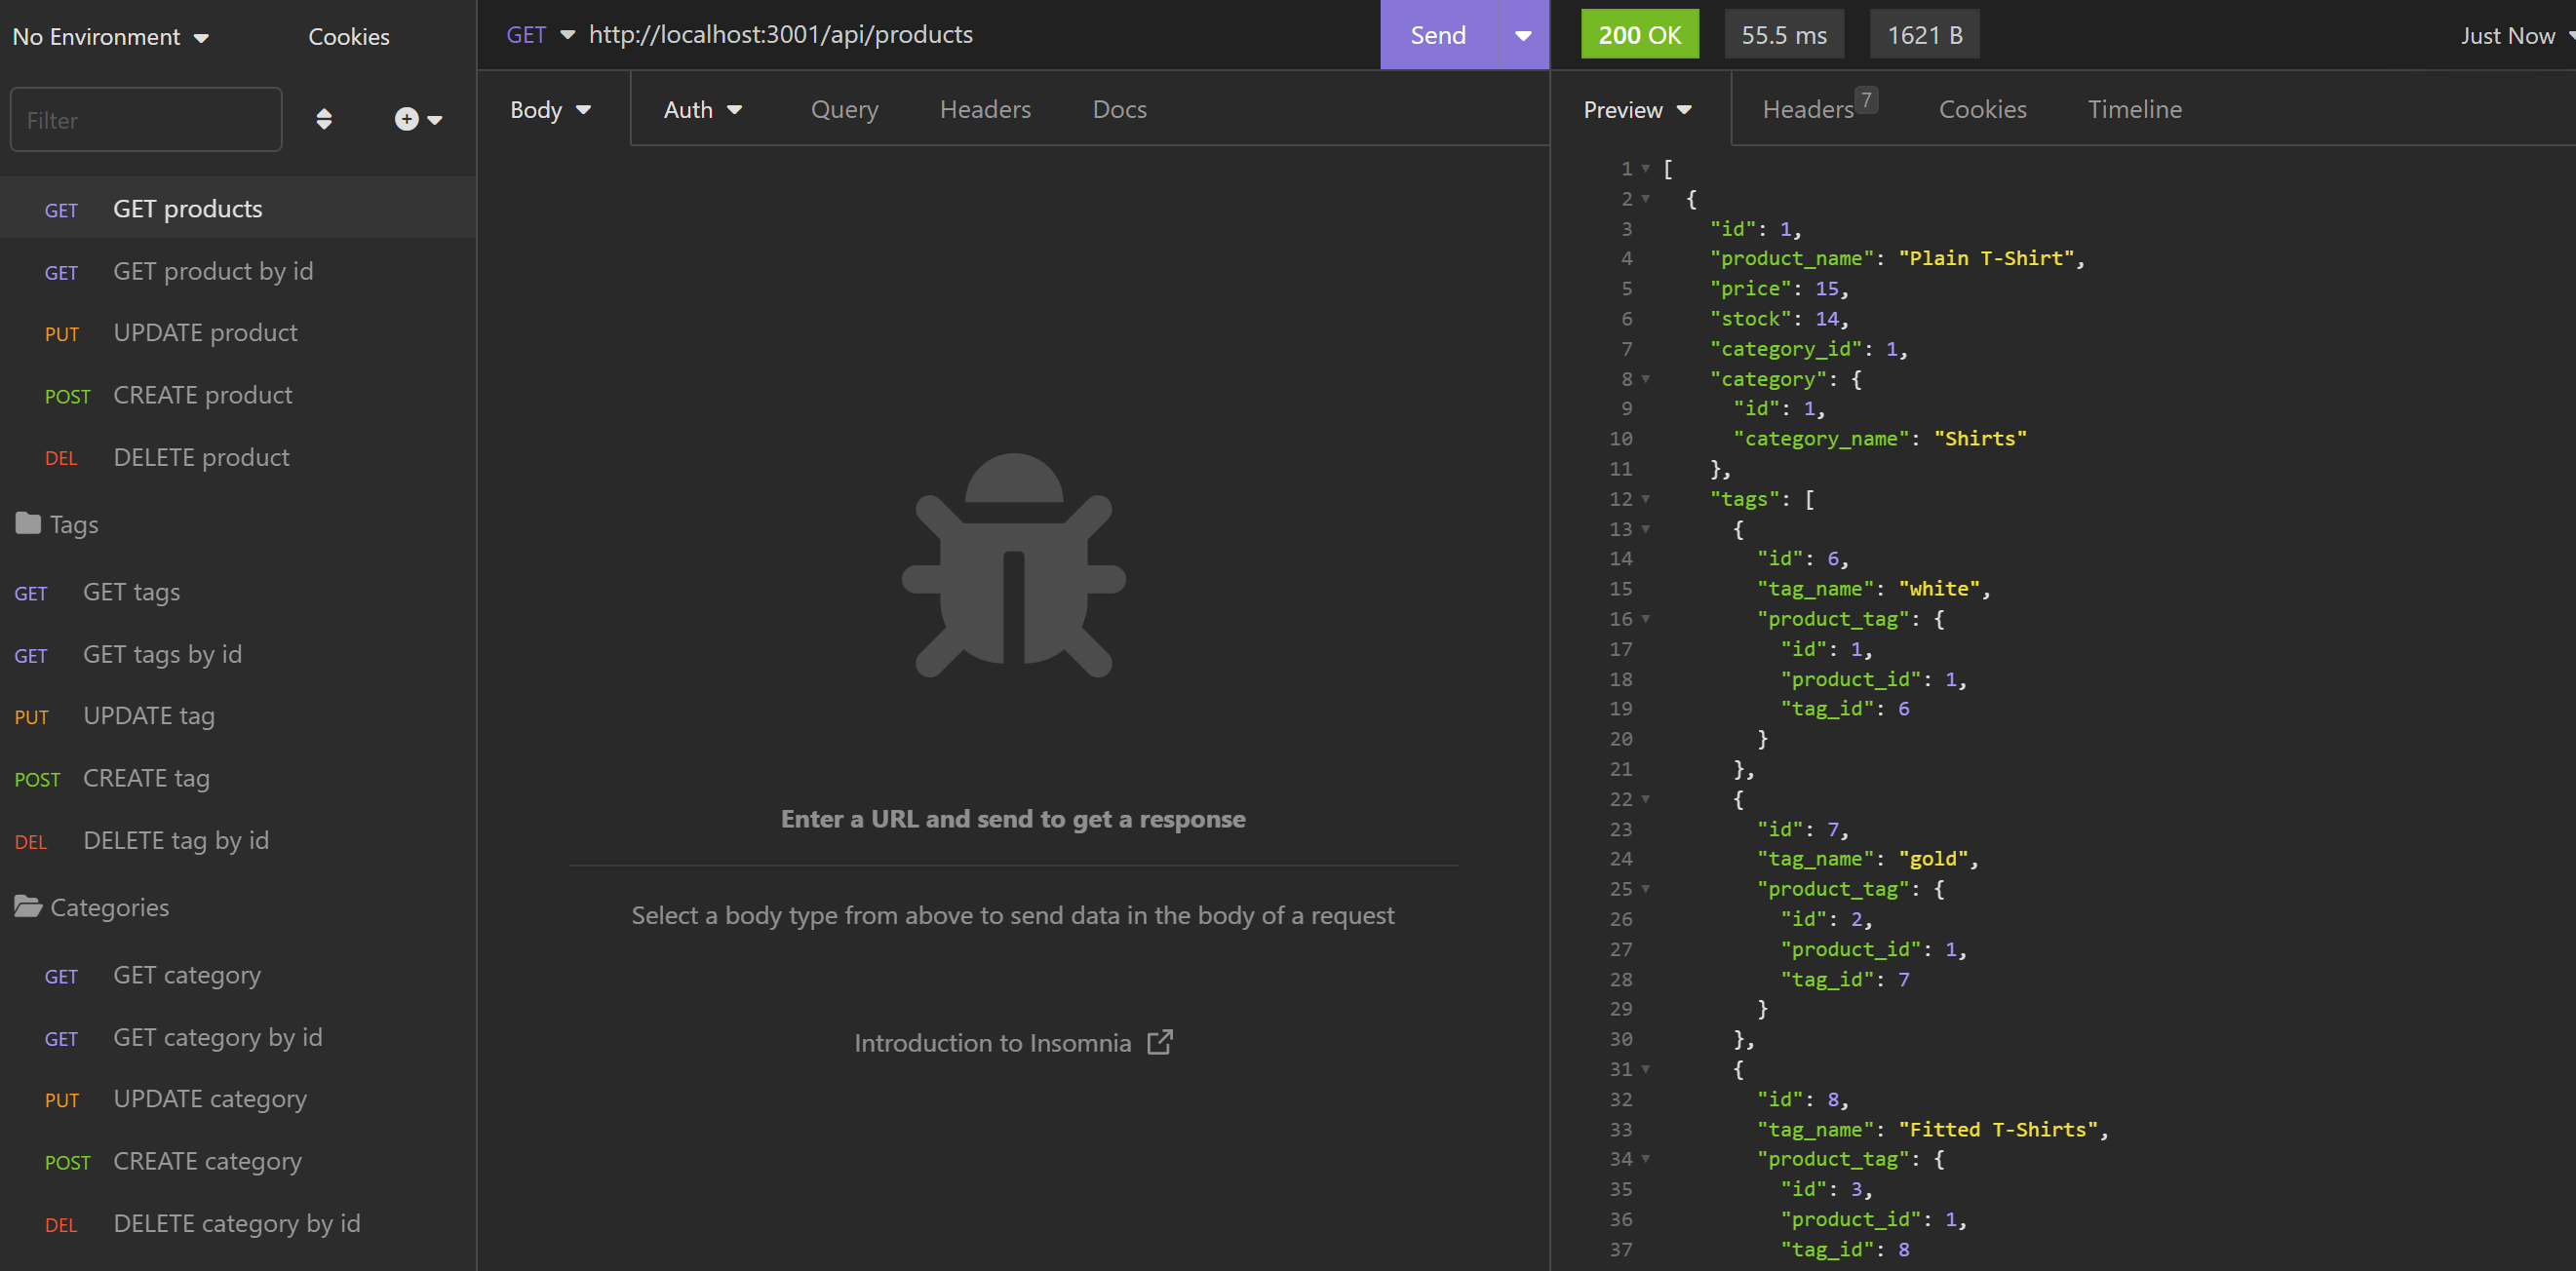 No Environment
Cookies
Filter
GET GET products
GET GET product by id
PUT UPDATE product
POST CREATE product
DEL DELETE product
Tags
GET GET tags
GET GET tags by id
PUT UPDATE tag
POST CREATE tag
DEL DELETE tag by id
Categories
GET GET category
GET GET category by id
PUT UPDATE category
POST CREATE category
DEL DELETE category by id
GET http://localhost:3001/api/products
Send
Body
Auth
Query
Headers
Docs
Enter a URL and send to get a response
Select a body type from above to send data in the body of a request
Introduction to Insomnia
200 OK
55.5 ms
1621 B
Just Now
Preview
Headers 7
Cookies
Timeline
1 [
2 {
3 "id": 1,
4 "product_name": "Plain T-Shirt",
5 "price": 15,
6 "stock": 14,
7 "category_id": 1,
8 "category": {
9 "id": 1,
10 "category_name": "Shirts"
11 },
12 "tags": [
13 {
14 "id": 6,
15 "tag_name": "white",
16 "product_tag": {
17 "id": 1,
18 "product_id": 1,
19 "tag_id": 6
20 }
21 },
22 {
23 "id": 7,
24 "tag_name": "gold",
25 "product_tag": {
26 "id": 2,
27 "product_id": 1,
28 "tag_id": 7
29 }
30 },
31 {
32 "id": 8,
33 "tag_name": "Fitted T-Shirts",
34 "product_tag": {
35 "id": 3,
36 "product_id": 1,
37 "tag_id": 8